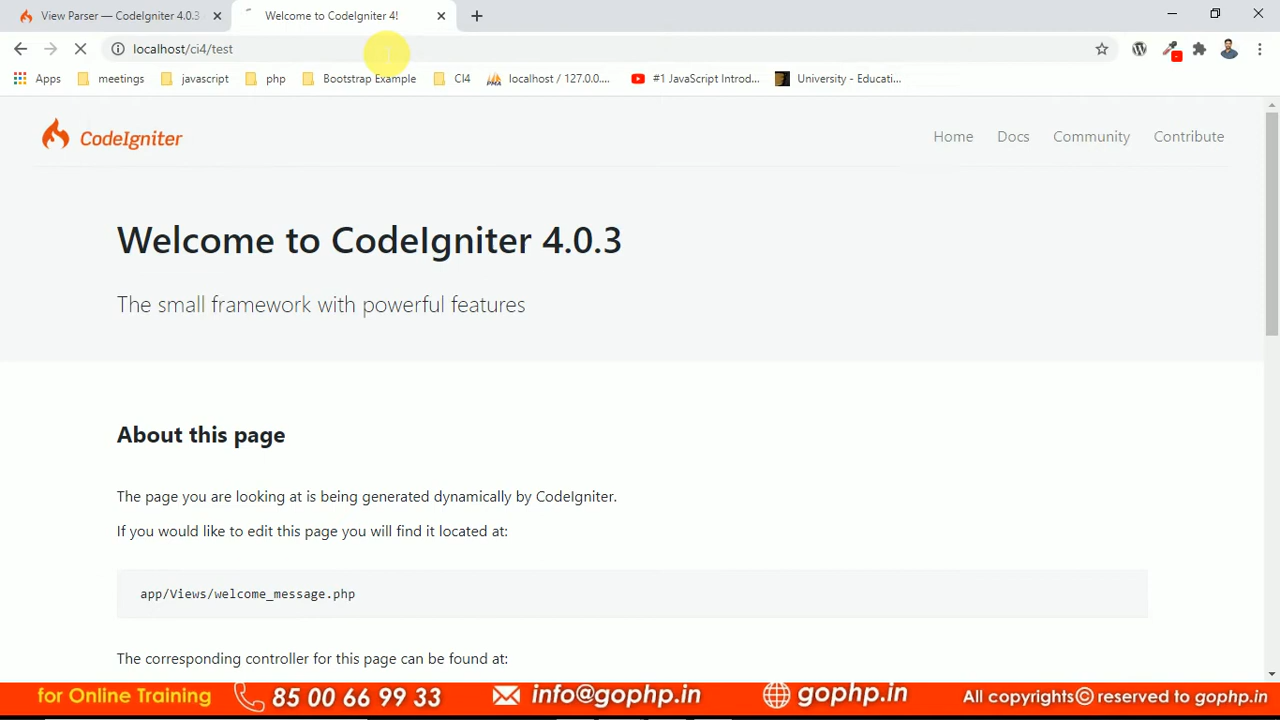 View Parser — CodeIgniter 4.0.3
Welcome to CodeIgniter 4!
localhost/ci4/test
Apps
meetings
javascript
php
Bootstrap Example
CI4
localhost / 127.0.0....
#1 JavaScript Introd...
University - Educati...
CodeIgniter
Home
Docs
Community
Contribute
Welcome to CodeIgniter 4.0.3
The small framework with powerful features
About this page
The page you are looking at is being generated dynamically by CodeIgniter.
If you would like to edit this page you will find it located at:
app/Views/welcome_message.php
The corresponding controller for this page can be found at:
for Online Training 85 00 66 99 33 info@gophp.in gophp.in All copyrights© reserved to gophp.in